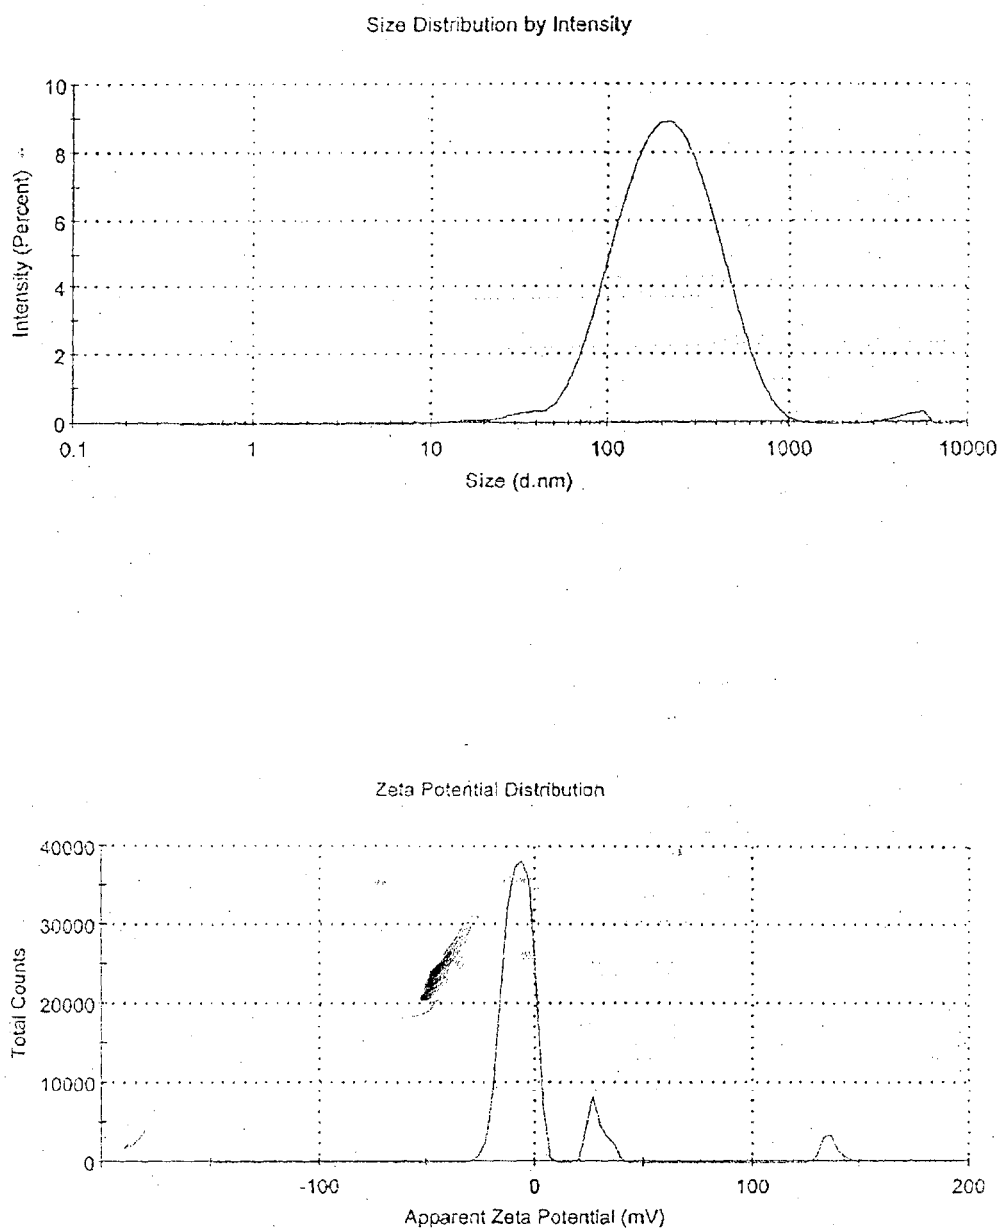 Size Distribution by Intensity
10
8
6
4
2
0
Intensity (Percent)
0.1 1 10 100 1000 10000
Size (d.nm)
Zeta Potential Distribution
40000
30000
20000
10000
0
Total Counts
-100 0 100 200
Apparent Zeta Potential (mV)